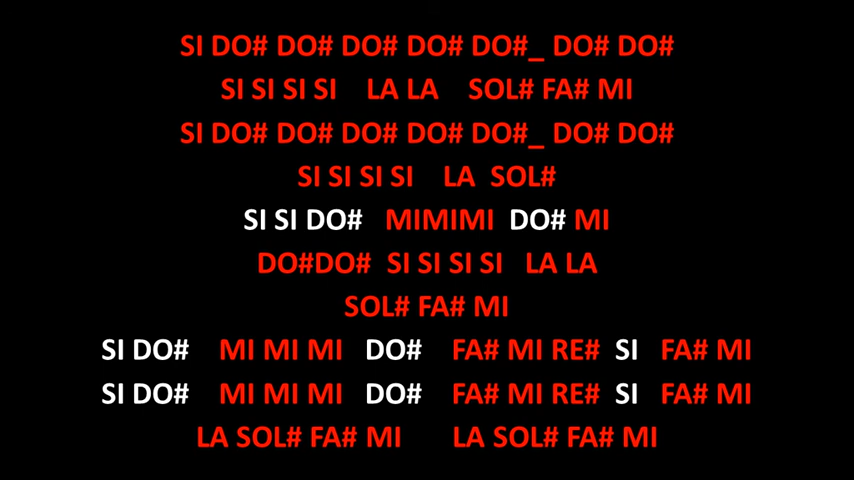 SI DO# DO# DO# DO# DO#_ DO# DO#
SI SI SI SI LA LA SOL# FA# MI
SI DO# DO# DO# DO# DO#_ DO# DO#
SI SI SI SI LA SOL#
SI SI DO# MIMIMI DO# MI
DO#DO# SI SI SI SI LA LA
SOL# FA# MI
SI DO# MI MI MI DO# FA# MI RE# SI FA# MI
SI DO# MI MI MI DO# FA# MI RE# SI FA# MI
LA SOL# FA# MI LA SOL# FA# MI